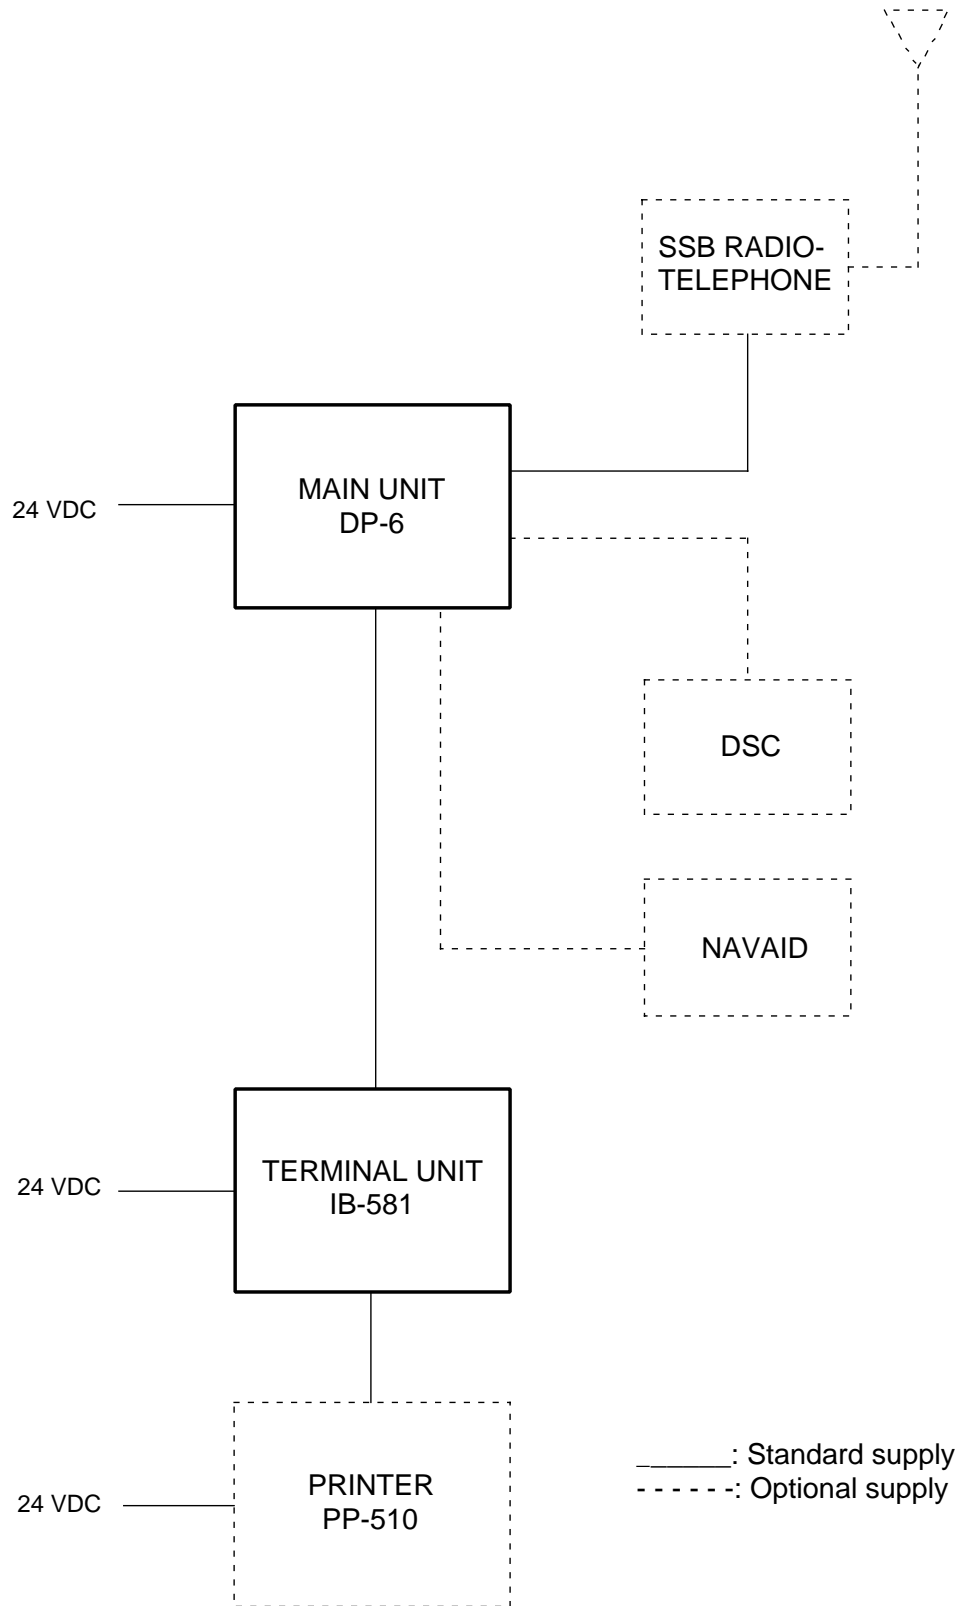 SSB RADIO-
TELEPHONE
MAIN UNIT
DP-6
24 VDC
DSC
NAVAID
TERMINAL UNIT
IB-581
24 VDC
PRINTER
PP-510
24 VDC
______: Standard supply
- - - - - -: Optional supply